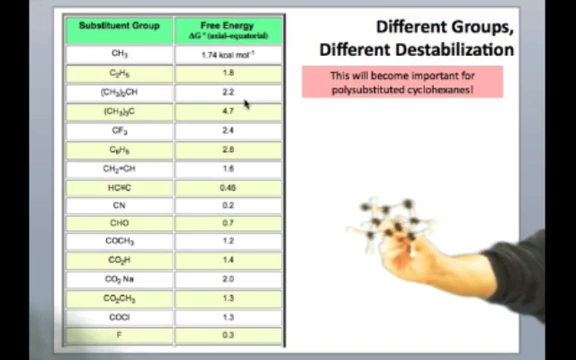 Different Groups,
Different Destabilization
This will become important for
polysubstituted cyclohexanes!
Substituent Group Free Energy
ΔG° (axial-equatorial)
CH₃ 1.74 kcal mol⁻¹
C₂H₅ 1.8
(CH₃)₂CH 2.2
(CH₃)₃C 4.7
CF₃ 2.4
C₆H₅ 2.8
CH₂=CH 1.6
HC≡C 0.45
CN 0.2
CHO 0.7
COCH₃ 1.2
CO₂H 1.4
CO₂ Na 2.0
CO₂CH₃ 1.3
COCl 1.3
F 0.3